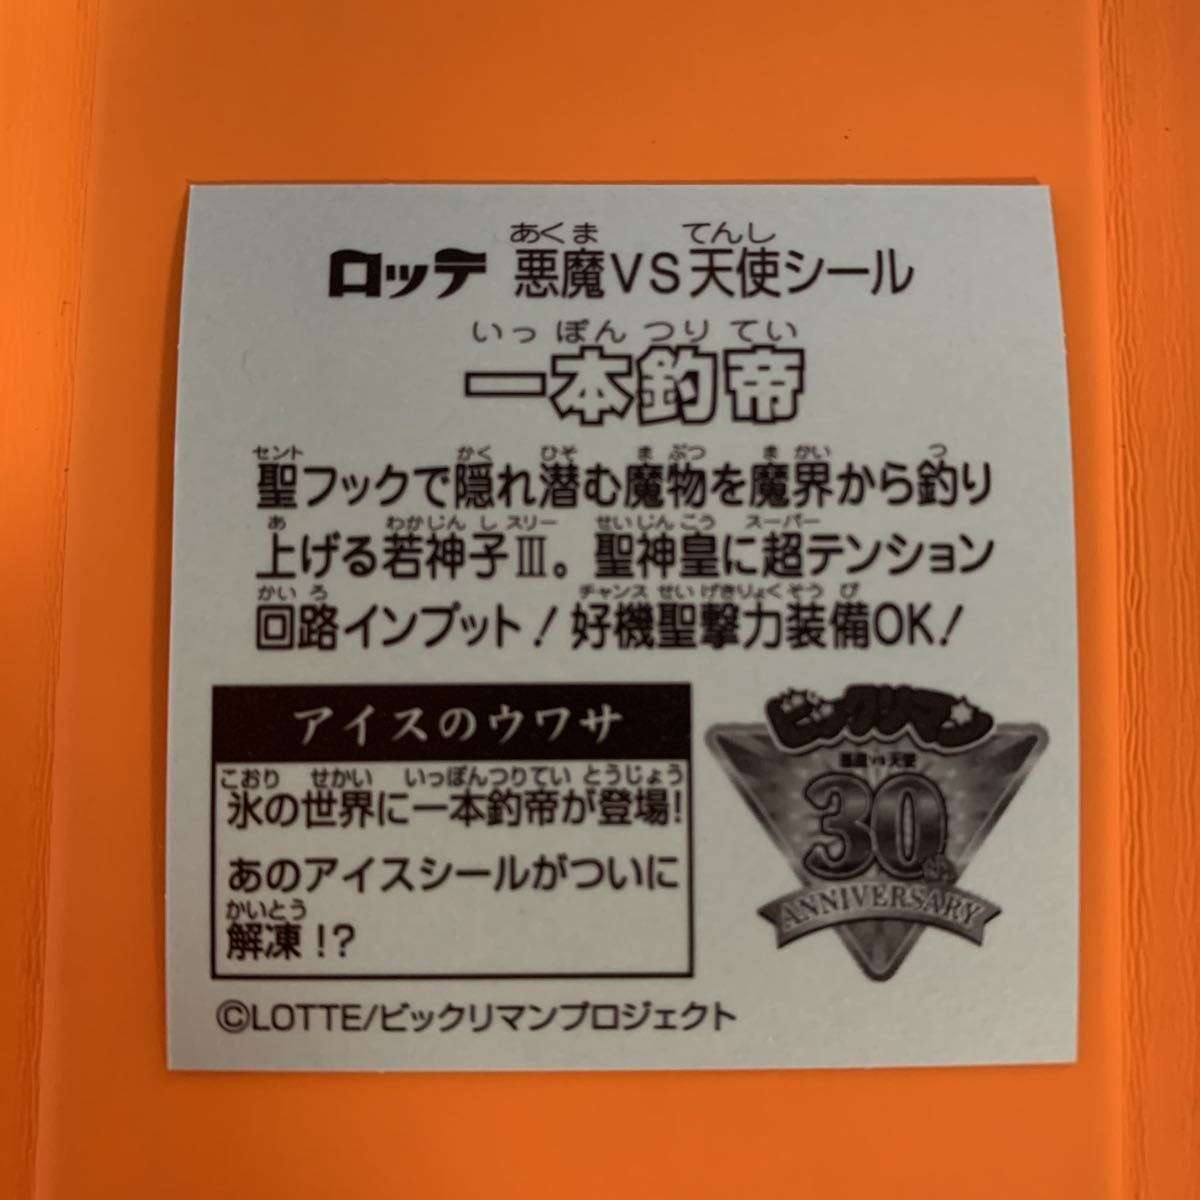 あくま てんし
ロッテ 悪魔VS天使シール
いっ ぽん つり てい
一本釣帝
セント かく ひそ ま ぶつ ま かい つ
聖フックで隠れ潜む魔物を魔界から釣り
あ わかじん し スリー せいじんこう スーパー
上げる若神子Ⅲ。聖神皇に超テンション
かい ろ チャンス せい げきりょく そう び
回路インプット!好機聖撃力装備OK!
アイスのウワサ
こおり せかい いっぽんつりてい とうじょう
氷の世界に一本釣帝が登場!
あのアイスシールがついに
かいとう
解凍!?
ビックリマン
悪魔VS天使
30th
ANNIVERSARY
©LOTTE/ビックリマンプロジェクト